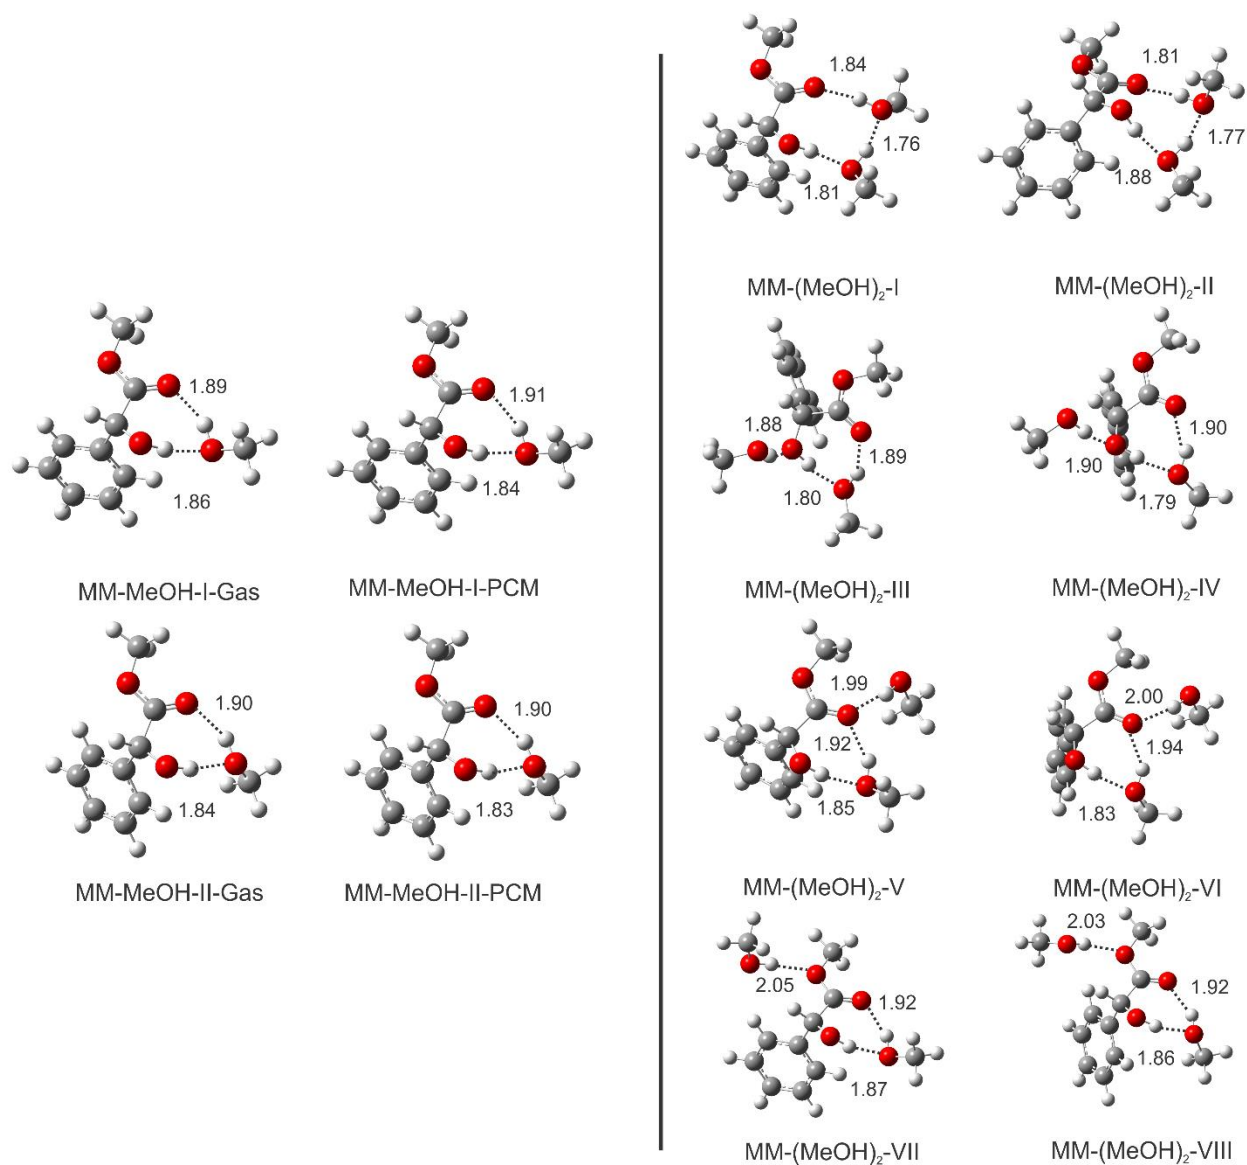 1.89
1.86
MM-MeOH-I-Gas
1.91
1.84
MM-MeOH-I-PCM
1.90
1.84
MM-MeOH-II-Gas
1.90
1.83
MM-MeOH-II-PCM
1.84
1.76
1.81
MM-(MeOH)₂-I
1.81
1.77
1.88
MM-(MeOH)₂-II
1.88
1.89
1.80
MM-(MeOH)₂-III
1.90
1.90
1.79
MM-(MeOH)₂-IV
1.99
1.92
1.85
MM-(MeOH)₂-V
2.00
1.94
1.83
MM-(MeOH)₂-VI
2.05
1.92
1.87
MM-(MeOH)₂-VII
2.03
1.92
1.86
MM-(MeOH)₂-VIII